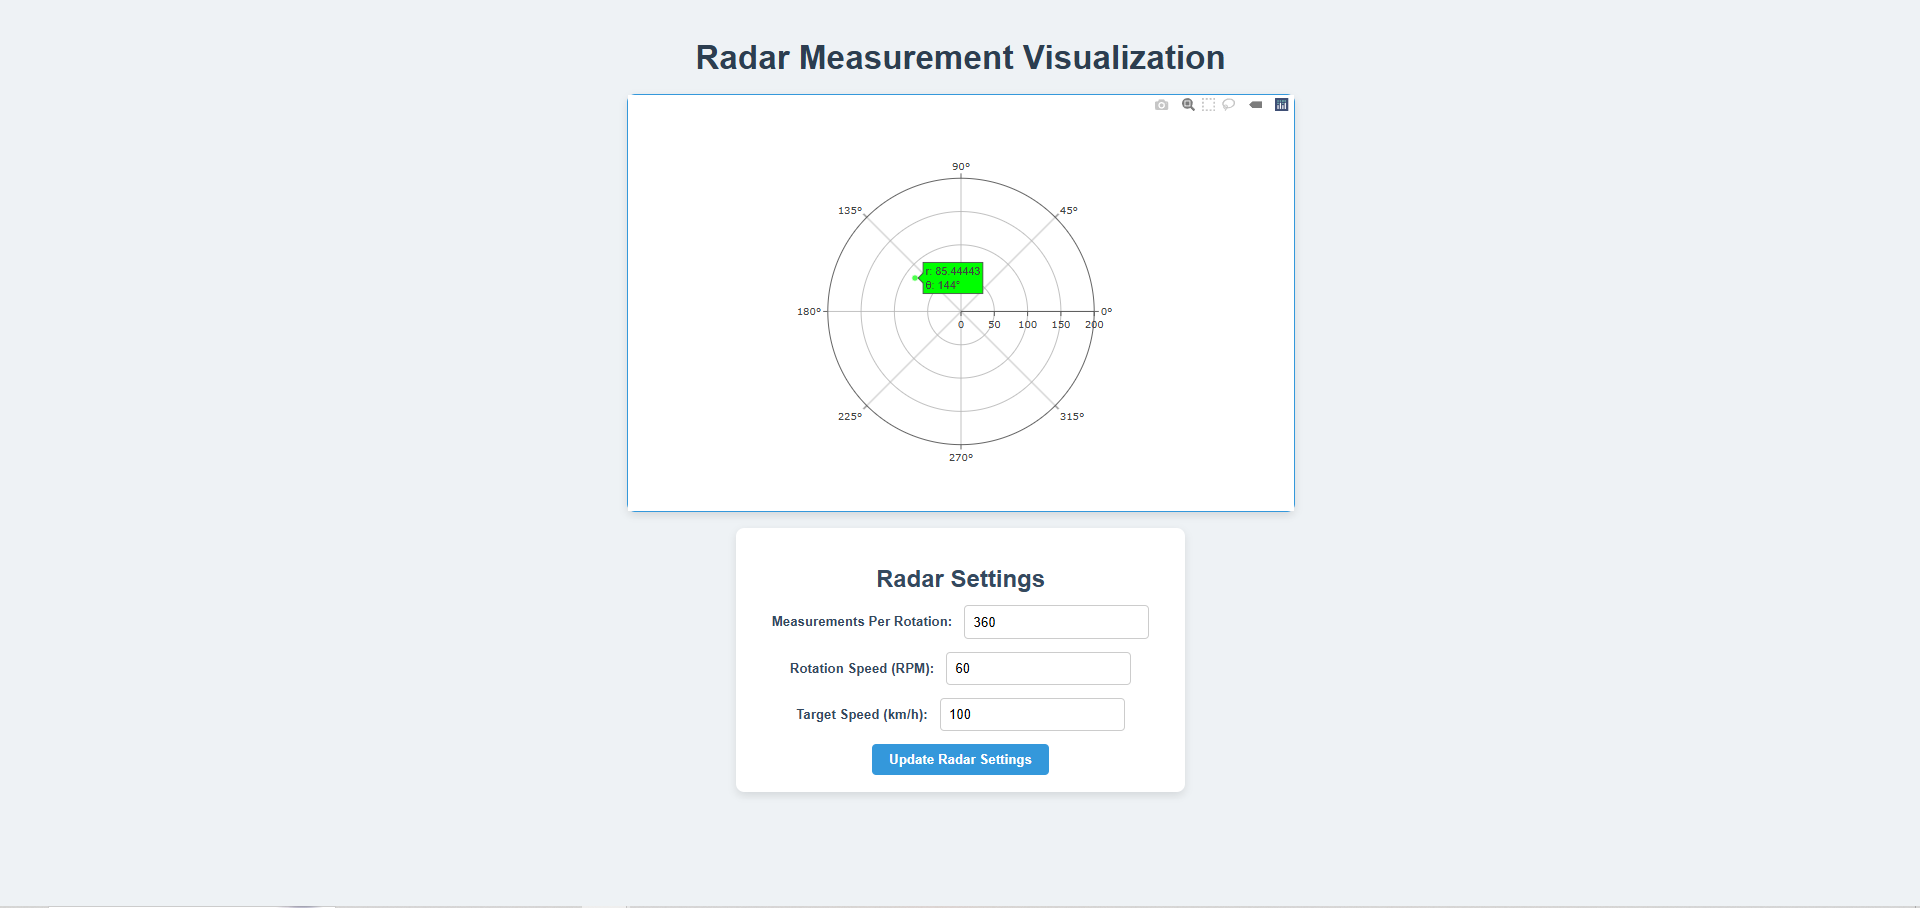 Radar Measurement Visualization
90°
135°
45°
r: 85.44443
θ: 144°
180°
0°
0 50 100 150 200
225°
315°
270°
Radar Settings
Measurements Per Rotation: 360
Rotation Speed (RPM): 60
Target Speed (km/h): 100
Update Radar Settings